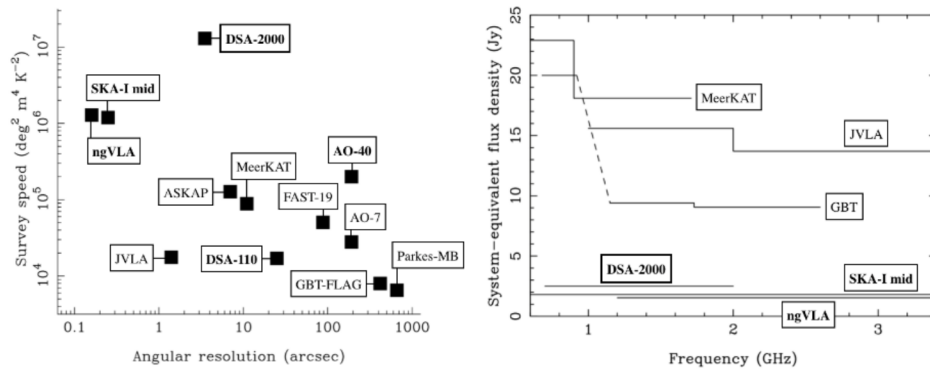 Survey speed (deg² m⁴ K⁻²)
10⁷
10⁶
10⁵
10⁴
DSA-2000
SKA-I mid
ngVLA
AO-40
MeerKAT
ASKAP
FAST-19
AO-7
JVLA
DSA-110
Parkes-MB
GBT-FLAG
0.1 1 10 100 1000
Angular resolution (arcsec)
System-equivalent flux density (Jy)
25
20
15
10
5
0
MeerKAT
JVLA
GBT
DSA-2000
SKA-I mid
ngVLA
1 2 3
Frequency (GHz)